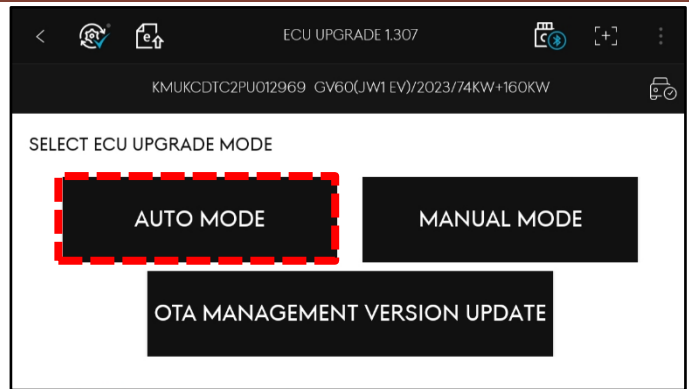 ECU UPGRADE 1.307
KMUKCDTC2PU012969 GV60(JW1 EV)/2023/74KW+160KW
SELECT ECU UPGRADE MODE
AUTO MODE
MANUAL MODE
OTA MANAGEMENT VERSION UPDATE